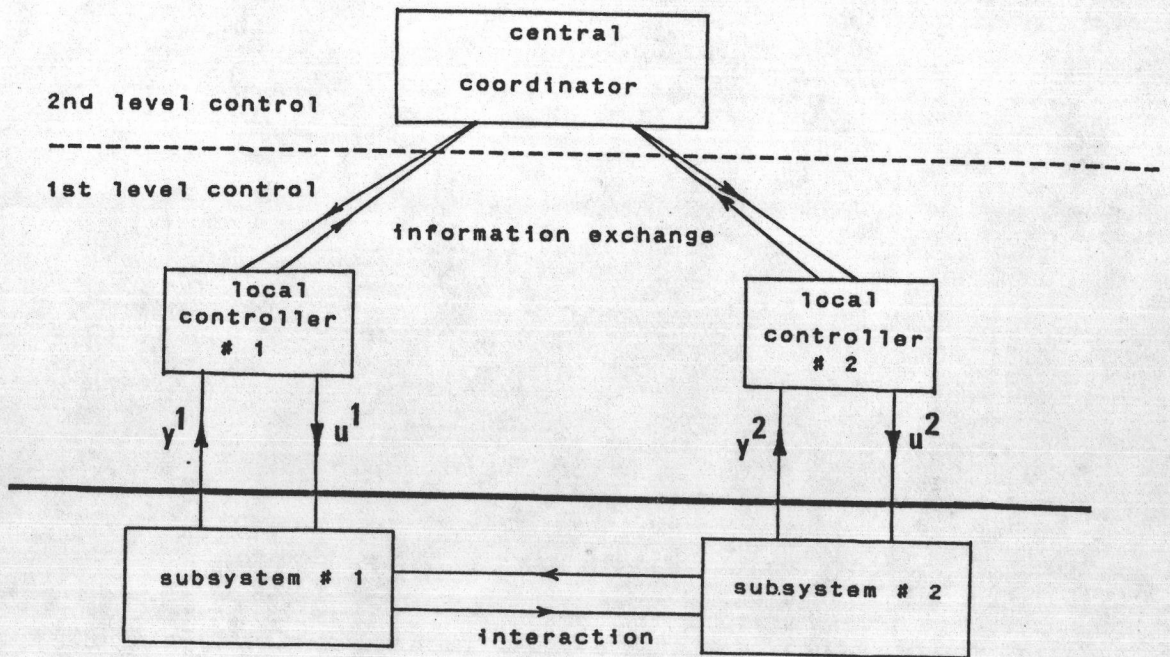 central
coordinator
2nd level control
1st level control
information exchange
local
controller
# 1
local
controller
# 2
y1
u1
y2
u2
subsystem # 1
subsystem # 2
interaction